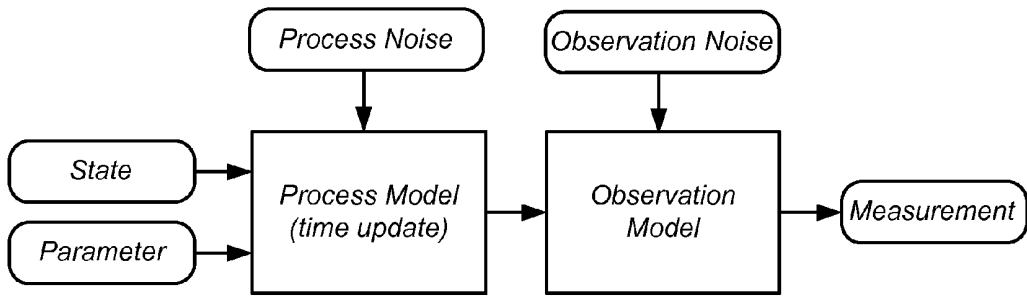 Process Noise
Observation Noise
State
Parameter
Process Model
(time update)
Observation
Model
Measurement